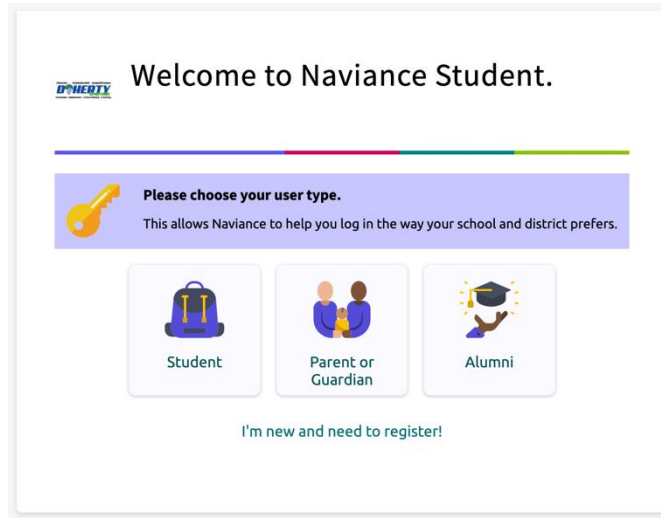 DOHERTY
Welcome to Naviance Student.
Please choose your user type.
This allows Naviance to help you log in the way your school and district prefers.
Student
Parent or
Guardian
Alumni
I'm new and need to register!